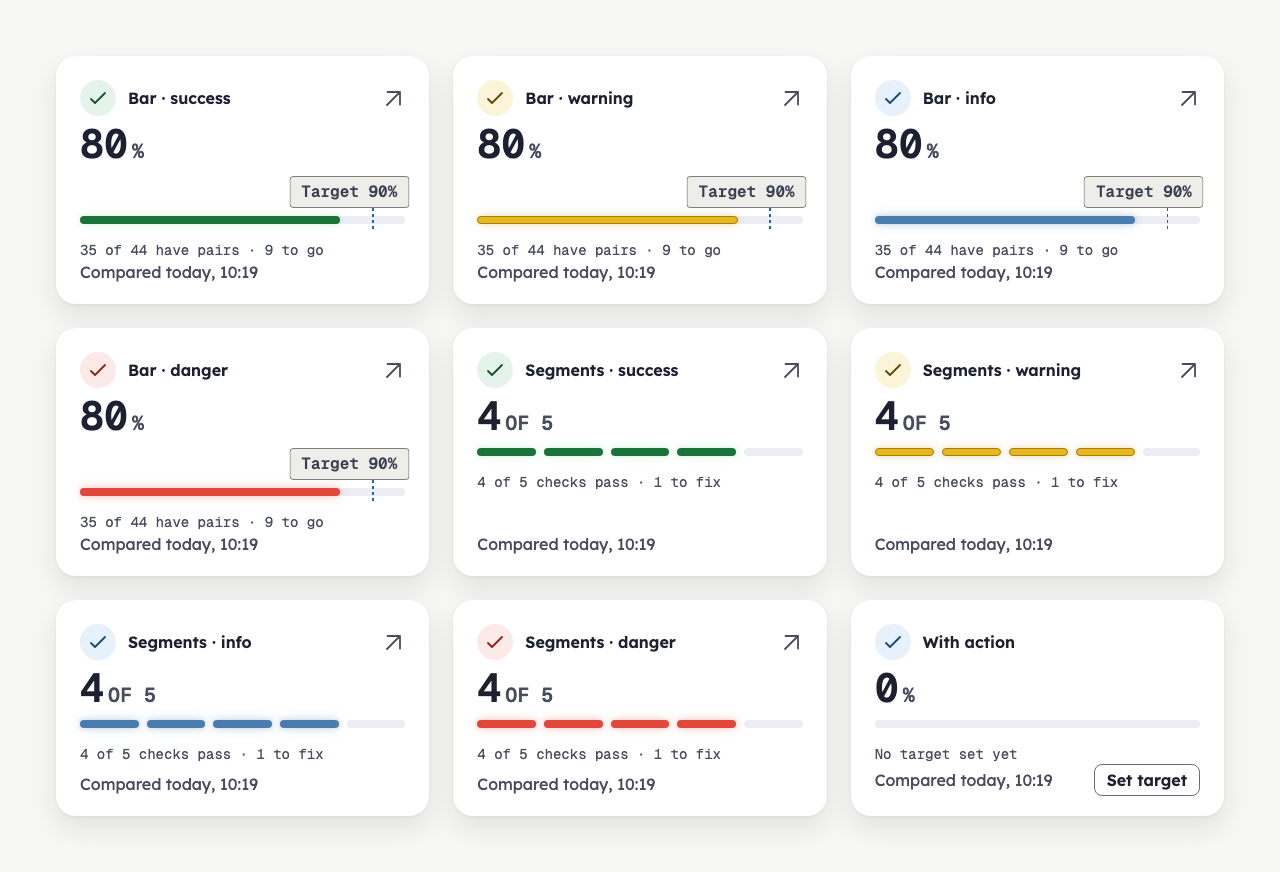 Bar · success
80%
Target 90%
35 of 44 have pairs · 9 to go
Compared today, 10:19
Bar · warning
80%
Target 90%
35 of 44 have pairs · 9 to go
Compared today, 10:19
Bar · info
80%
Target 90%
35 of 44 have pairs · 9 to go
Compared today, 10:19
Bar · danger
80%
Target 90%
35 of 44 have pairs · 9 to go
Compared today, 10:19
Segments · success
4 OF 5
4 of 5 checks pass · 1 to fix
Compared today, 10:19
Segments · warning
4 OF 5
4 of 5 checks pass · 1 to fix
Compared today, 10:19
Segments · info
4 OF 5
4 of 5 checks pass · 1 to fix
Compared today, 10:19
Segments · danger
4 OF 5
4 of 5 checks pass · 1 to fix
Compared today, 10:19
With action
0%
No target set yet
Compared today, 10:19
Set target